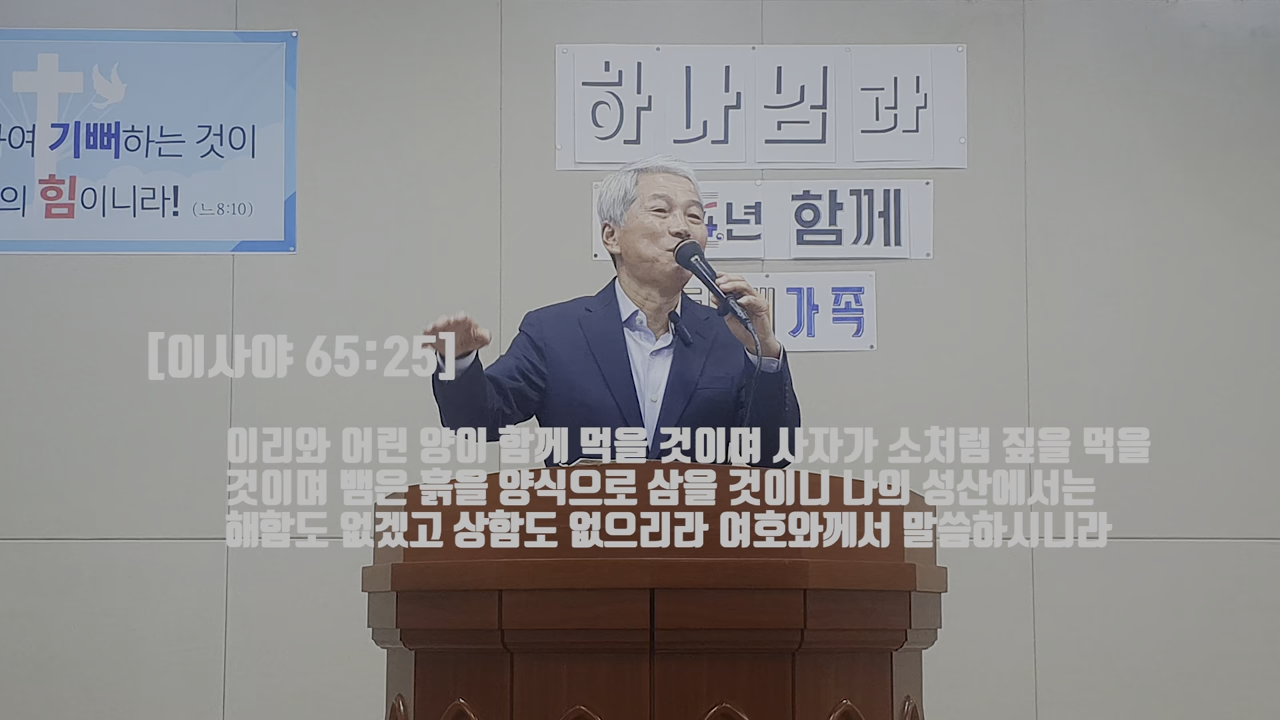 여 기뻐하는 것이
의 힘이니라! (느8:10)
하나님과
년 함께
가족
[이사야 65:25]
이리와 어린 양이 함께 먹을 것이며 사자가 소처럼 짚을 먹을
것이며 뱀은 흙을 양식으로 삼을 것이니 나의 성산에서는
해함도 없겠고 상함도 없으리라 여호와께서 말씀하시니라